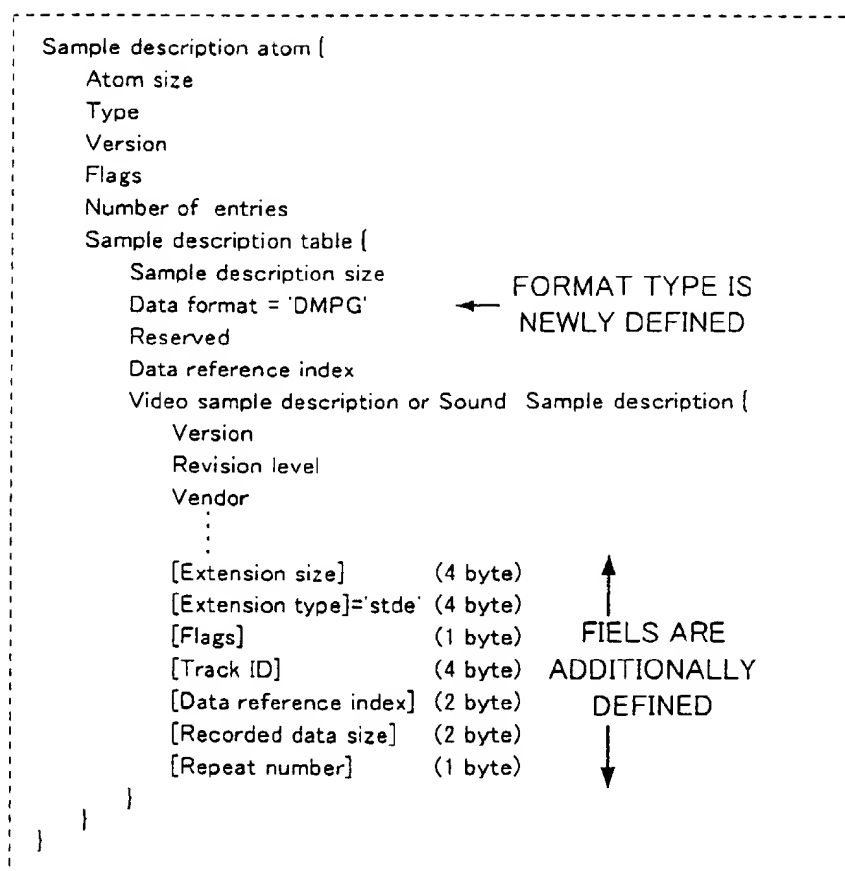 Sample description atom {
Atom size
Type
Version
Flags
Number of entries
Sample description table {
Sample description size
Data format = 'DMPG'
FORMAT TYPE IS
NEWLY DEFINED
Reserved
Data reference index
Video sample description or Sound Sample description {
Version
Revision level
Vendor
[Extension size] (4 byte)
[Extension type]='stde' (4 byte)
[Flags] (1 byte)
[Track ID] (4 byte)
[Data reference index] (2 byte)
[Recorded data size] (2 byte)
[Repeat number] (1 byte)
FIELS ARE
ADDITIONALLY
DEFINED
}
}
}